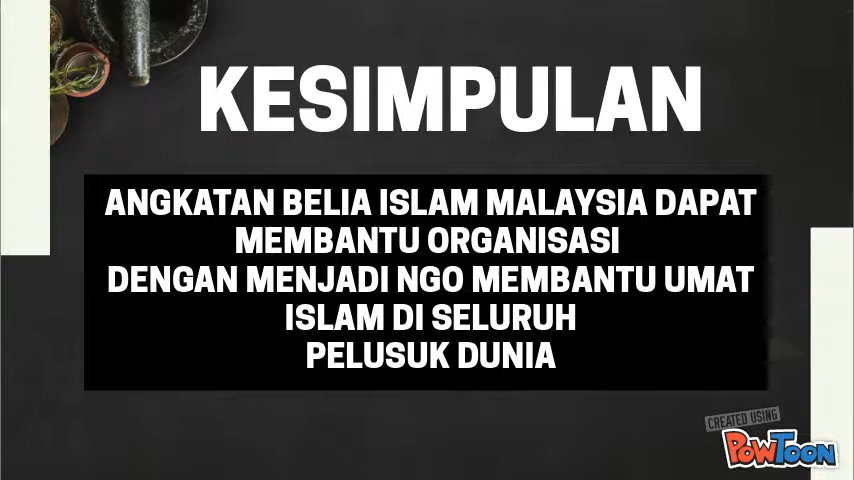 KESIMPULAN
ANGKATAN BELIA ISLAM MALAYSIA DAPAT
MEMBANTU ORGANISASI
DENGAN MENJADI NGO MEMBANTU UMAT
ISLAM DI SELURUH
PELUSUK DUNIA
CREATED USING
POWTOON